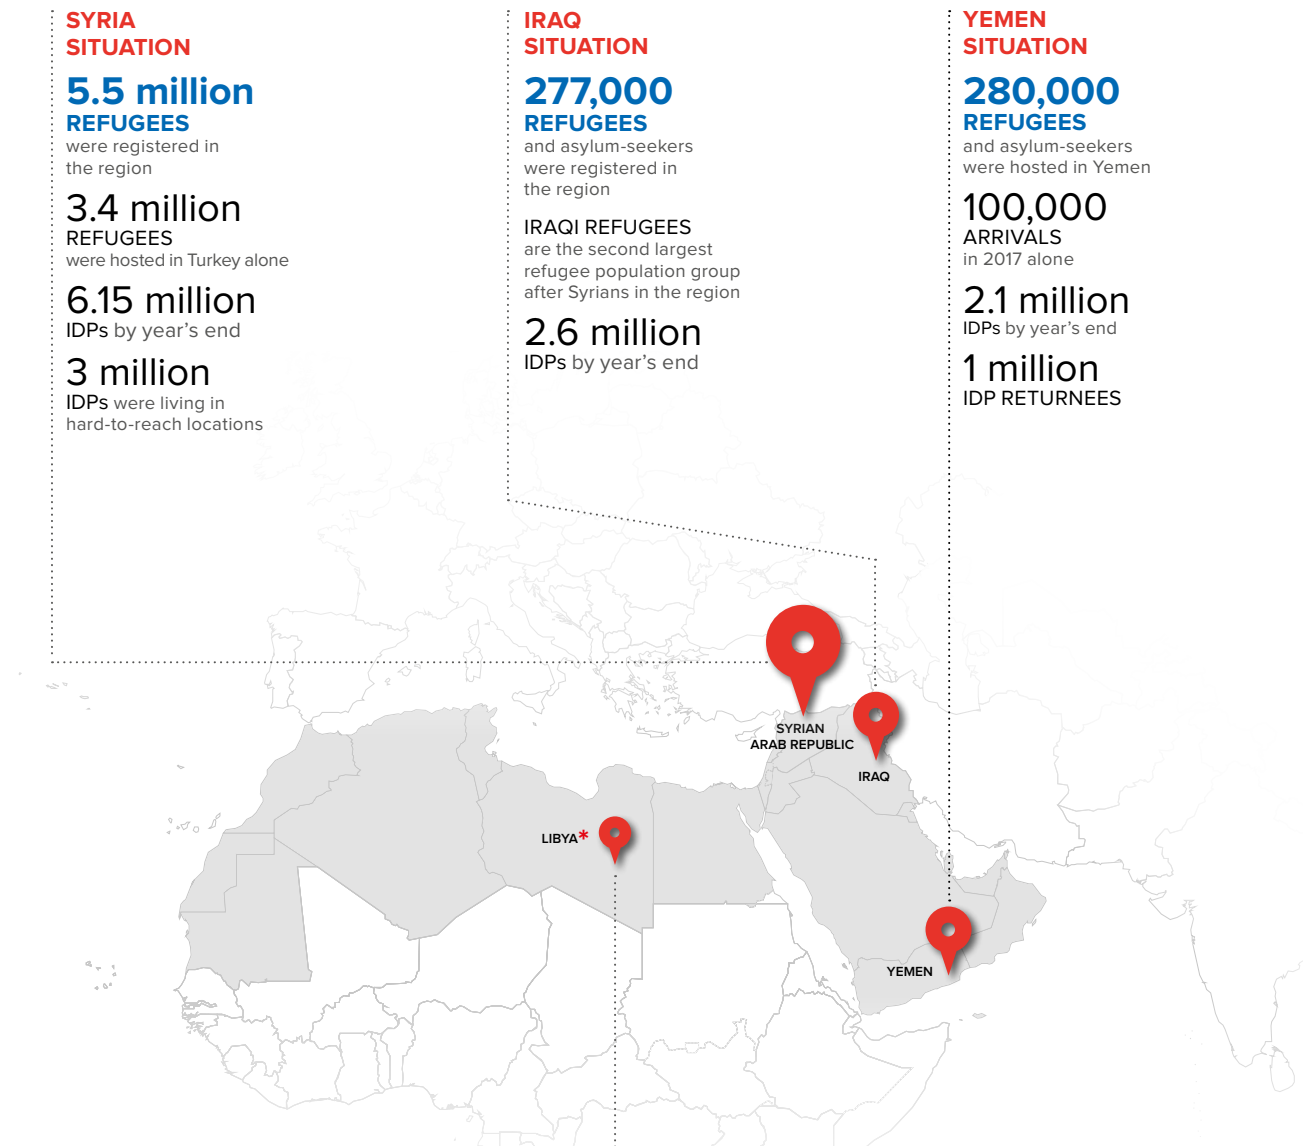 SYRIA
SITUATION
5.5 million
REFUGEES
were registered in
the region
3.4 million
REFUGEES
were hosted in Turkey alone
6.15 million
IDPs by year’s end
3 million
IDPs were living in
hard-to-reach locations
IRAQ
SITUATION
277,000
REFUGEES
and asylum-seekers
were registered in
the region
IRAQI REFUGEES
are the second largest
refugee population group
after Syrians in the region
2.6 million
IDPs by year’s end
YEMEN
SITUATION
280,000
REFUGEES
and asylum-seekers
were hosted in Yemen
100,000
ARRIVALS
in 2017 alone
2.1 million
IDPs by year’s end
1 million
IDP RETURNEES
SYRIAN
ARAB REPUBLIC
IRAQ
LIBYA*
YEMEN